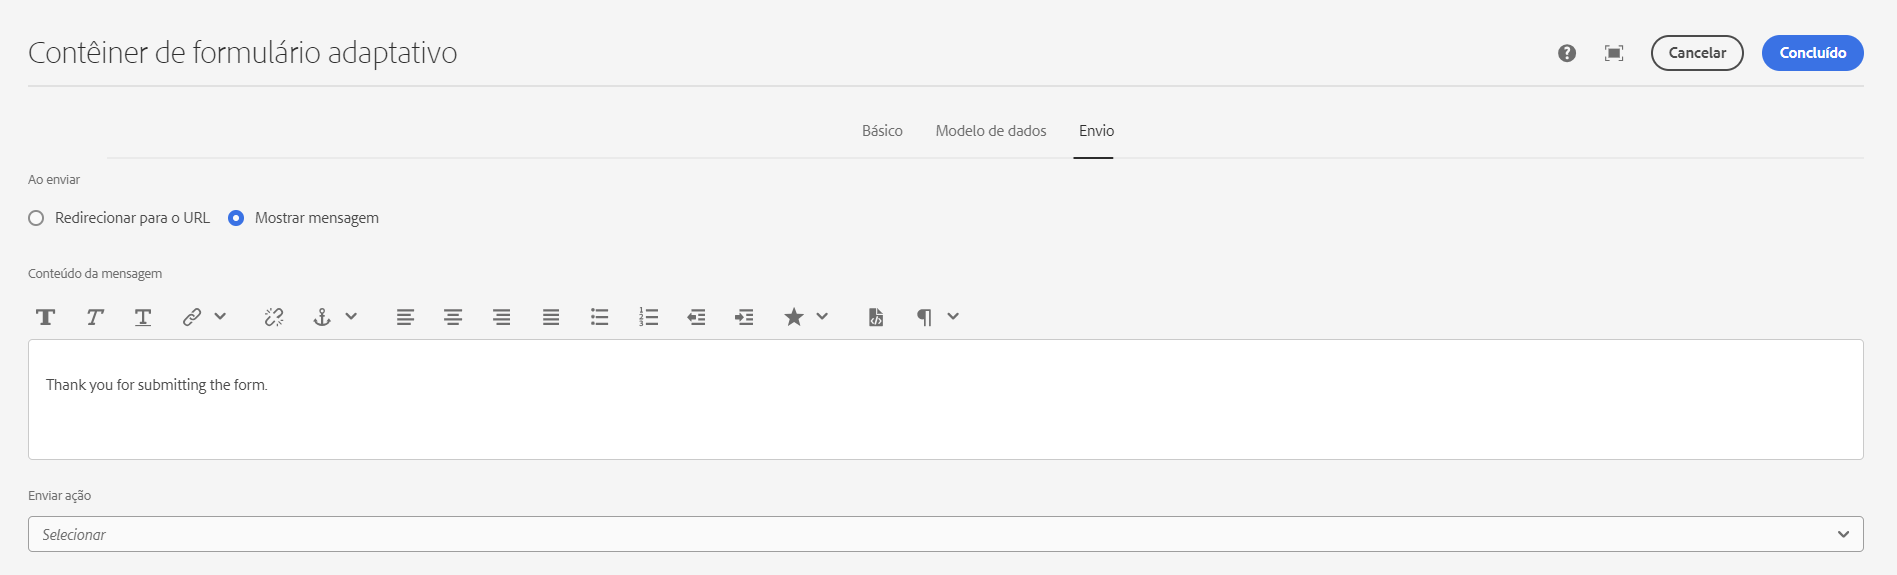 Contêiner de formulário adaptativo
Cancelar
Concluído
Básico
Modelo de dados
Envio
Ao enviar
Redirecionar para o URL
Mostrar mensagem
Conteúdo da mensagem
Thank you for submitting the form.
Enviar ação
Selecionar